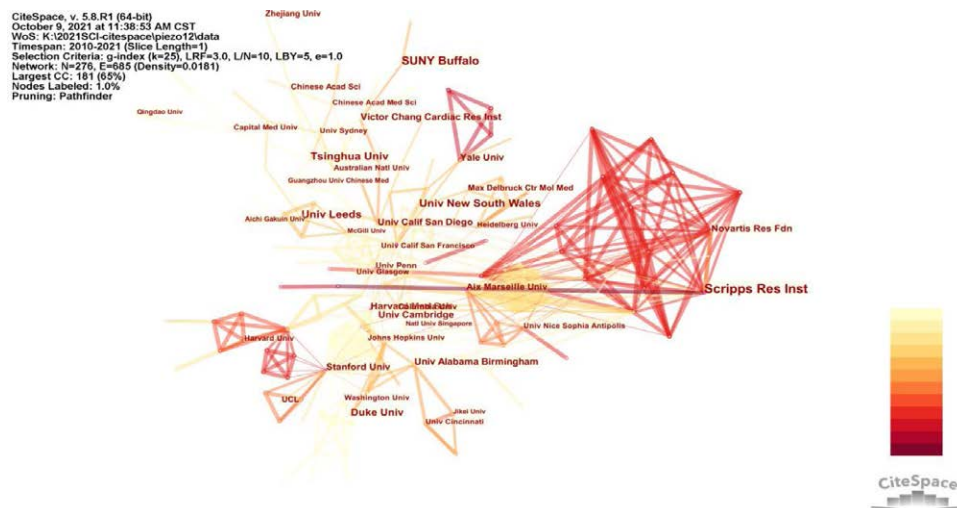 CiteSpace, v. 5.8.R1 (64-bit)
October 9, 2021 at 11:38:53 AM CST
WoS: K:\2021SCI-citespace\piezo12\data
Timespan: 2010-2021 (Slice Length=1)
Selection Criteria: g-index (k=25), LRF=3.0, L/N=10, LBY=5, e=1.0
Network: N=276, E=685 (Density=0.0181)
Largest CC: 181 (65%)
Nodes Labeled: 1.0%
Pruning: Pathfinder
Zhejiang Univ
SUNY Buffalo
Chinese Acad Sci
Chinese Acad Med Sci
Qingdao Univ
Victor Chang Cardiac Res Inst
Capital Med Univ
Univ Sydney
Tsinghua Univ
Yale Univ
Australian Natl Univ
Guangzhou Univ Chinese Med
Max Delbruck Ctr Mol Med
Univ New South Wales
Univ Leeds
Aichi Gakuin Univ
Univ Calif San Diego
Heidelberg Univ
McGill Univ
Novartis Res Fdn
Univ Calif San Francisco
Univ Penn
Univ Glasgow
Aix Marseille Univ
Scripps Res Inst
Harvard Med Sch
Univ Cambridge
Natl Univ Singapore
Univ Nice Sophia Antipolis
Harvard Univ
Johns Hopkins Univ
Stanford Univ
Univ Alabama Birmingham
UCL
Washington Univ
Duke Univ
Jikei Univ
Univ Cincinnati
CiteSpace